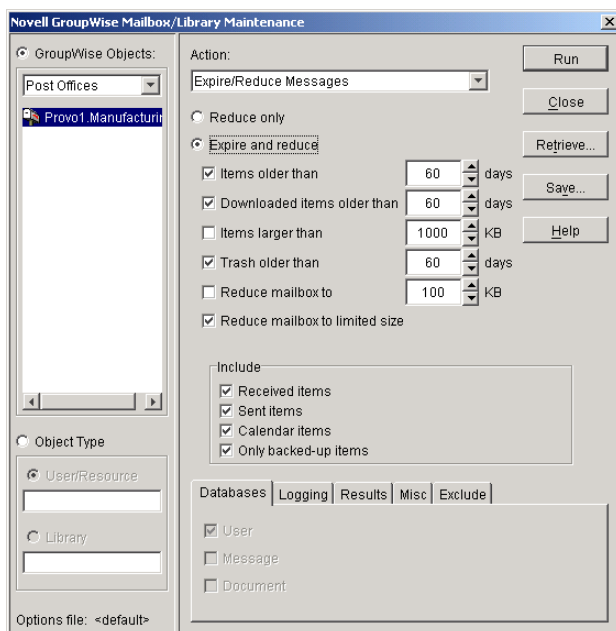 Novell GroupWise Mailbox/Library Maintenance
GroupWise Objects:
Post Offices
Provo1.Manufacturin
Object Type
User/Resource
Library
Options file: <default>
Action:
Expire/Reduce Messages
Reduce only
Expire and reduce
Items older than 60 days
Downloaded items older than 60 days
Items larger than 1000 KB
Trash older than 60 days
Reduce mailbox to 100 KB
Reduce mailbox to limited size
Include
Received items
Sent items
Calendar items
Only backed-up items
Databases Logging Results Misc Exclude
User
Message
Document
Run
Close
Retrieve...
Save...
Help